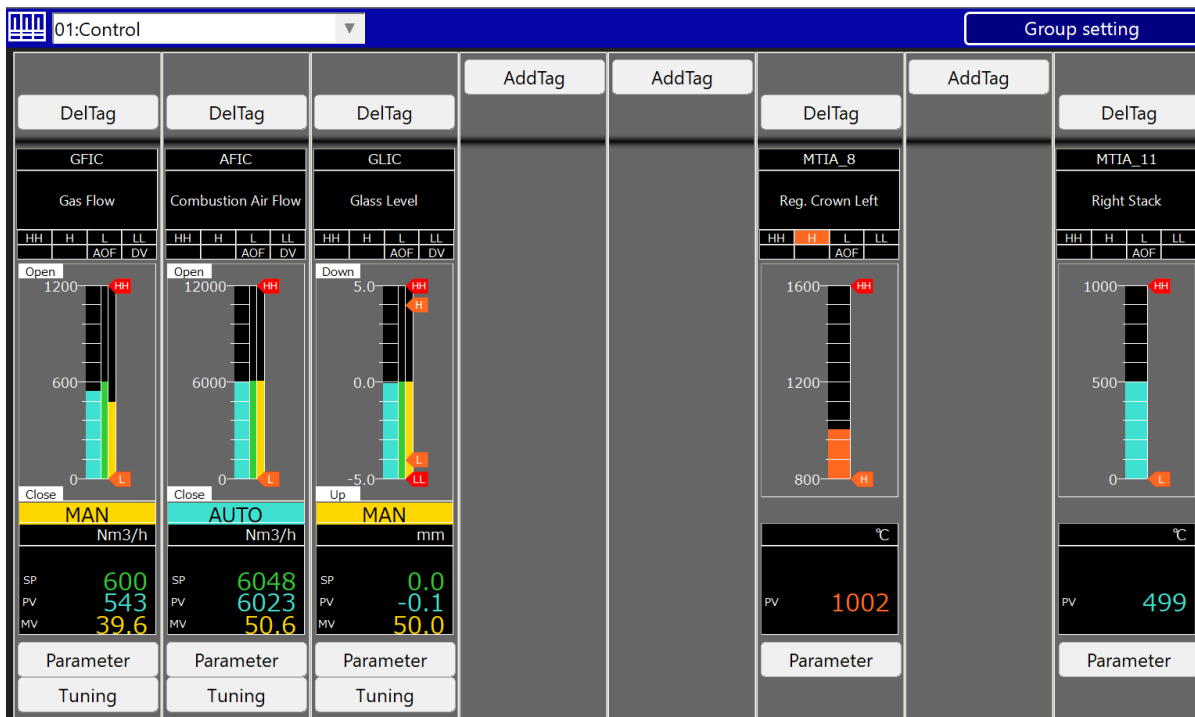 01:Control ▼ Group setting
AddTag AddTag AddTag
DelTag DelTag DelTag DelTag DelTag
GFIC AFIC GLIC MTIA_8 MTIA_11
Gas Flow Combustion Air Flow Glass Level Reg. Crown Left Right Stack
HH H L LL HH H L LL HH H L LL HH H L LL HH H L LL
AOF DV AOF DV AOF DV AOF AOF
Open Open Down
1200 HH 12000 HH 5.0 HH 1600 HH 1000 HH
H
600 6000 0.0 1200 500
L
0 L 0 L -5.0 LL 800 H 0 L
Close Close Up
MAN AUTO MAN
Nm3/h Nm3/h mm ℃ ℃
SP 600 SP 6048 SP 0.0
PV 543 PV 6023 PV -0.1 PV 1002 PV 499
MV 39.6 MV 50.6 MV 50.0
Parameter Parameter Parameter Parameter Parameter
Tuning Tuning Tuning